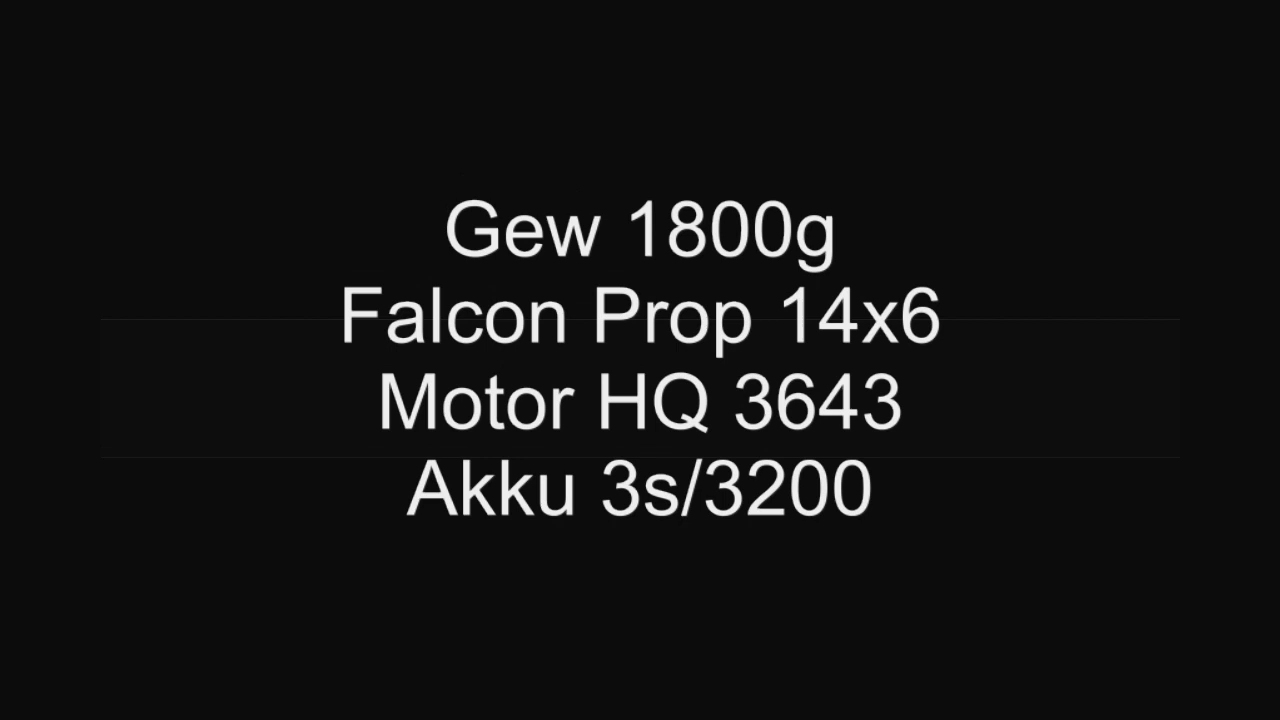 Gew 1800g
Falcon Prop 14x6
Motor HQ 3643
Akku 3s/3200